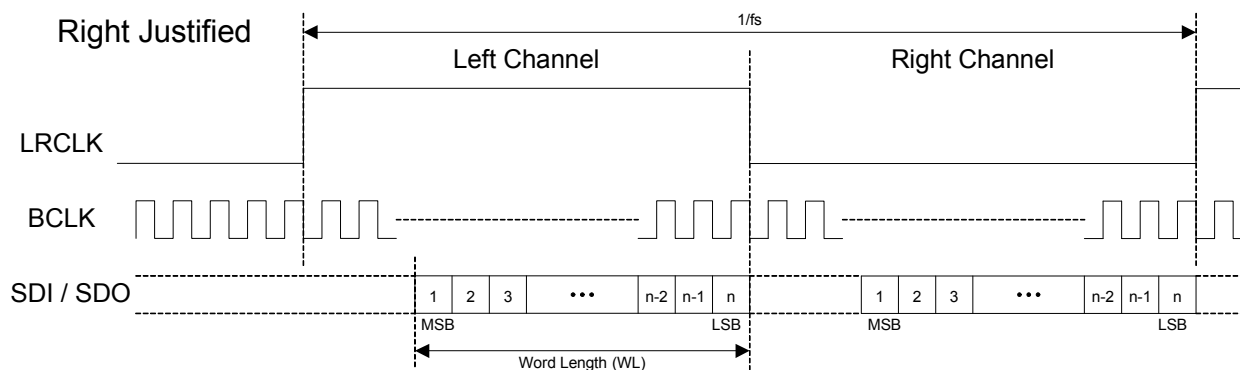 Right Justified
1/fs
Left Channel
Right Channel
LRCLK
BCLK
SDI / SDO
1 2 3 ••• n-2 n-1 n
1 2 3 ••• n-2 n-1 n
MSB
LSB
MSB
LSB
Word Length (WL)